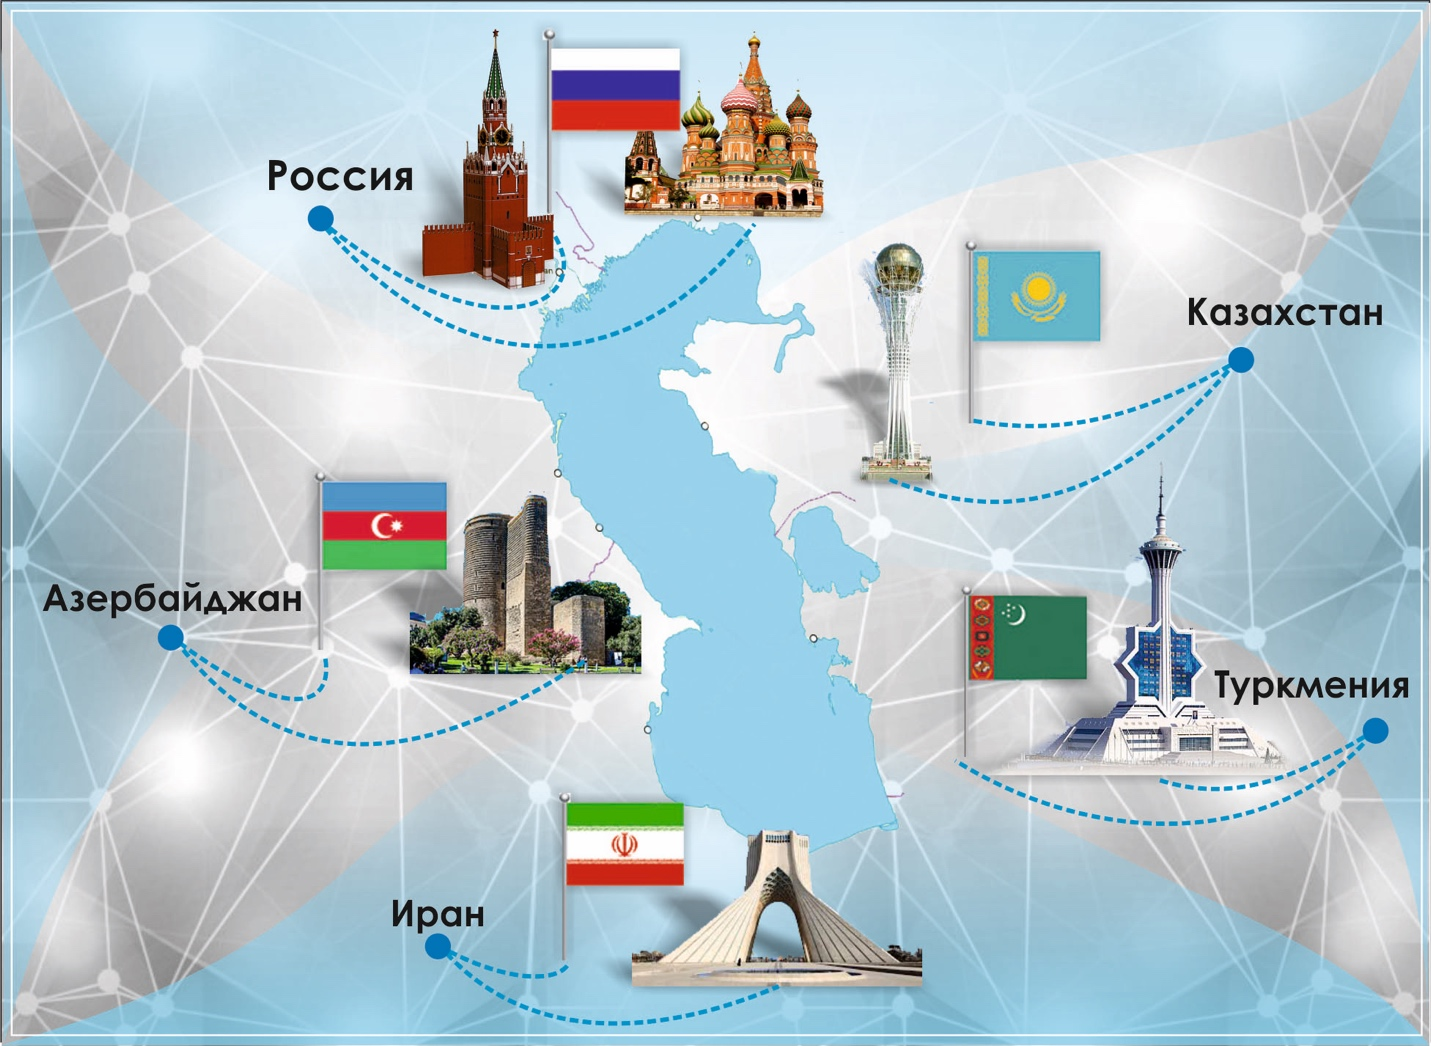 Россия
Казахстан
Азербайджан
Туркмения
Иран